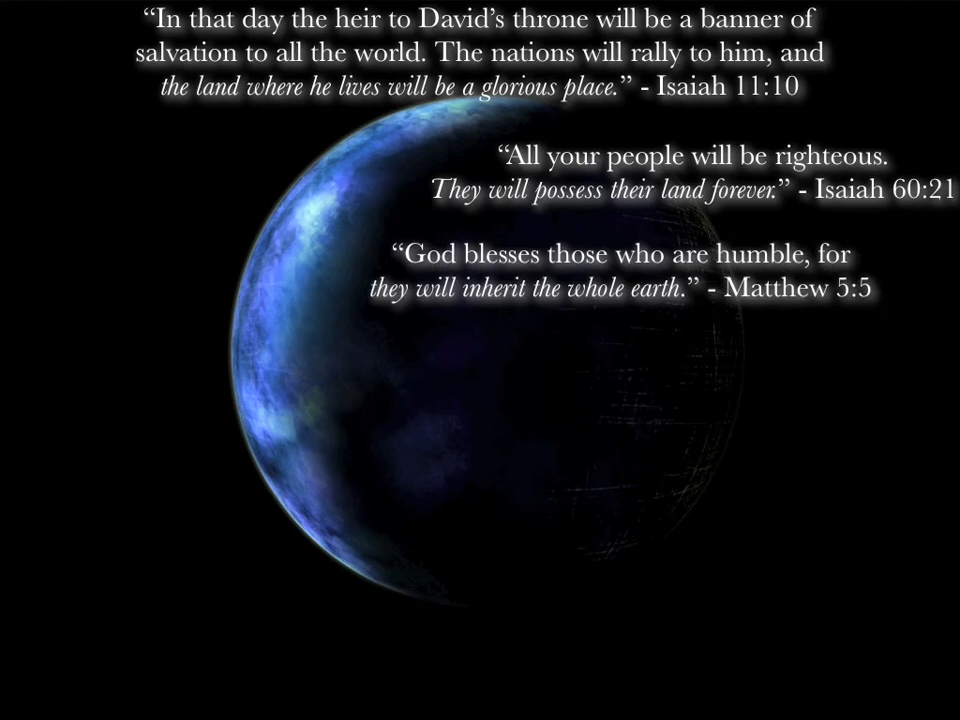 “In that day the heir to David’s throne will be a banner of
salvation to all the world. The nations will rally to him, and
the land where he lives will be a glorious place.” - Isaiah 11:10
“All your people will be righteous.
They will possess their land forever.” - Isaiah 60:21
“God blesses those who are humble, for
they will inherit the whole earth.” - Matthew 5:5